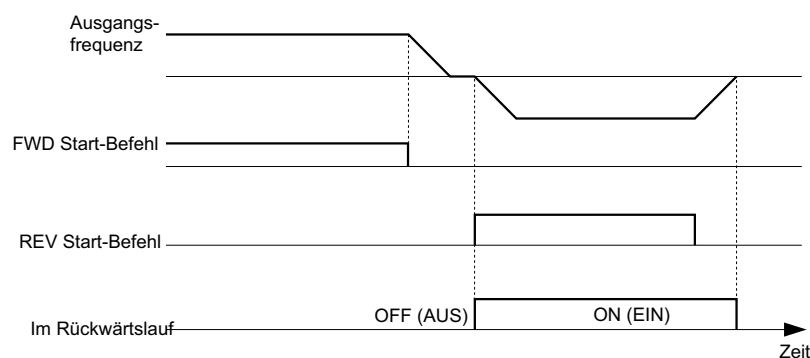 Ausgangs-
frequenz
FWD Start-Befehl
REV Start-Befehl
OFF (AUS)
ON (EIN)
Im Rückwärtslauf
Zeit